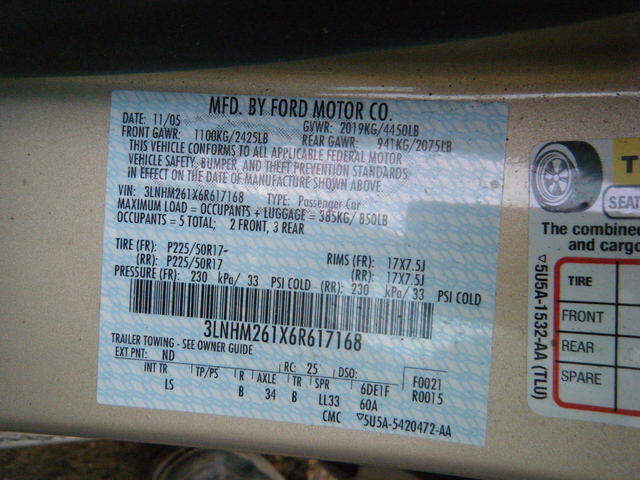 MFD. BY FORD MOTOR CO.
DATE: 11/05 GVWR: 2019KG/4450LB
FRONT GAWR: 1100KG/2425LB REAR GAWR: 941KG/2075LB
THIS VEHICLE CONFORMS TO ALL APPLICABLE FEDERAL MOTOR
VEHICLE SAFETY, BUMPER, AND THEFT PREVENTION STANDARDS
IN EFFECT ON THE DATE OF MANUFACTURE SHOWN ABOVE.
VIN: 3LNHM261X6R617168 TYPE: Passenger-Car
MAXIMUM LOAD = OCCUPANTS + LUGGAGE = 385KG/ 850LB
OCCUPANTS = 5 TOTAL; 2 FRONT, 3 REAR
TIRE (FR): P225/50R17- RIMS (FR): 17X7.5J
(RR): P225/50R17 (RR): 17X7.5J
PRESSURE (FR): 230 kPa/ 33 PSI COLD (RR): 230 kPa/ 33 PSI COLD
3LNHM261X6R617168
TRAILER TOWING - SEE OWNER GUIDE
EXT PNT: ND RC: 25 DSO: F0021
INT TR TP/PS R AXLE TR SPR 6DE1F R0015
LS B 34 B LL33 60A
CMC ▽5U5A-5420472-AA
T
SEAT
The combined
and cargo
TIRE
FRONT
REAR
SPARE
▽5U5A-1532-AA (TLU)